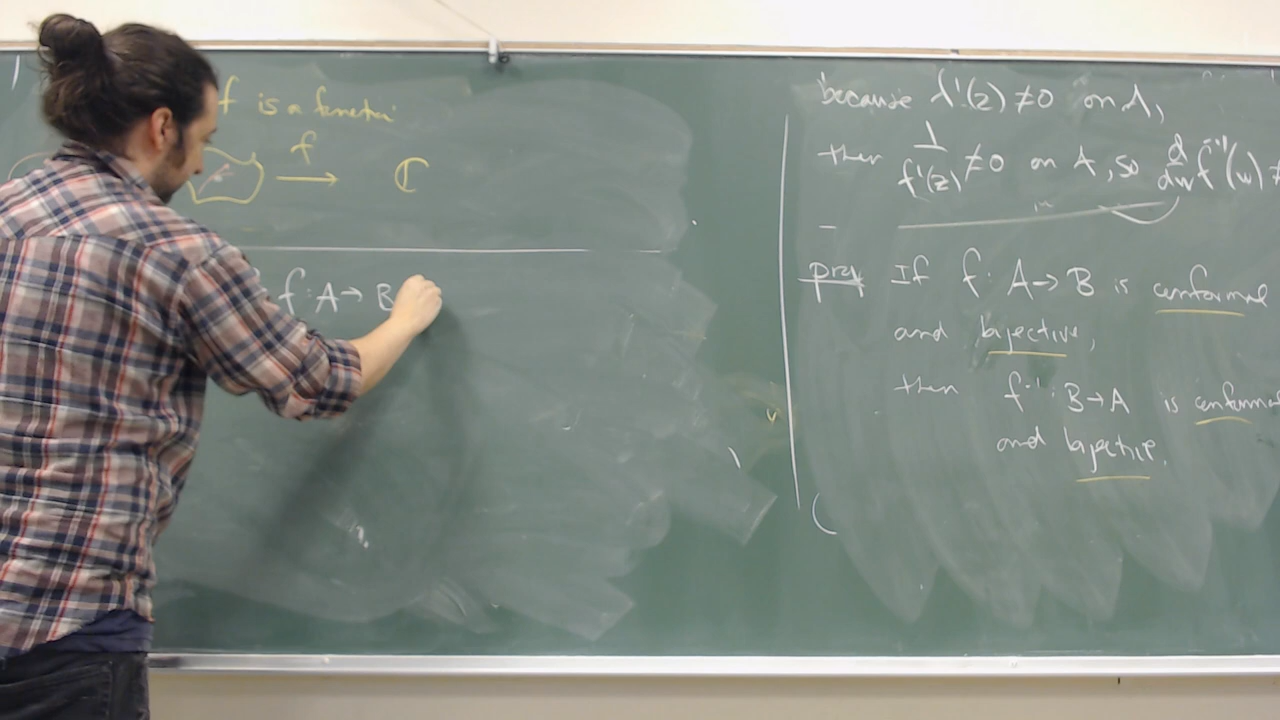 f is a function
f
→ ℂ
f: A → B
because f'(z) ≠ 0 on A,
then 1/f'(z) ≠ 0 on A, so d/dw f⁻¹(w) ≠
prop If f: A → B is conformal
and bijective,
then f⁻¹: B → A is conformal
and bijective.